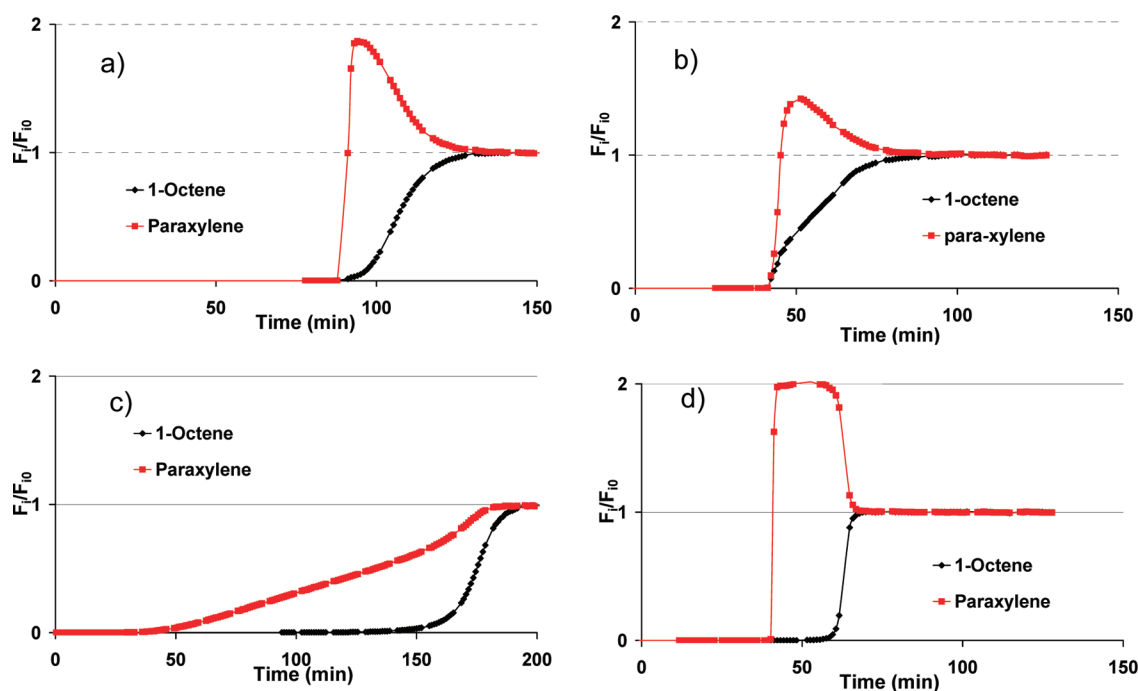 2
a)
1
Fi/Fi0
1-Octene
Paraxylene
0
0 50 100 150
Time (min)
2
b)
1
Fi/Fi0
1-octene
para-xylene
0
0 50 100 150
Time (min)
2
c)
1-Octene
Paraxylene
1
Fi/Fi0
0
0 50 100 150 200
Time (min)
2
d)
1
Fi/Fi0
1-Octene
Paraxylene
0
0 50 100 150
Time (min)